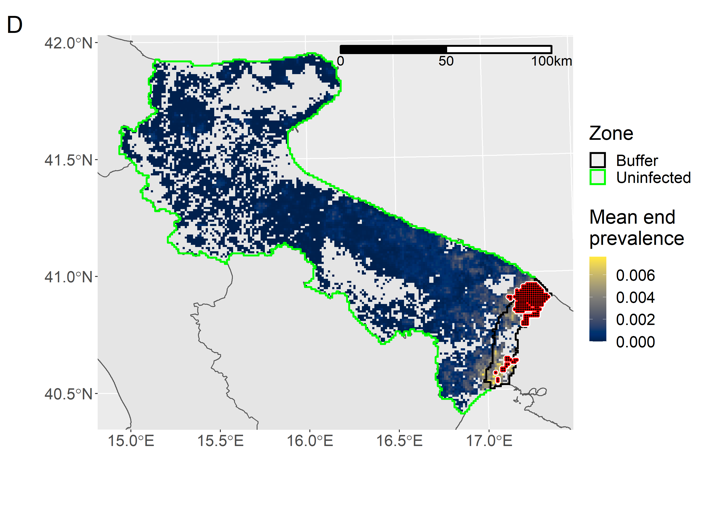 D
42.0°N
41.5°N
41.0°N
40.5°N
15.0°E 15.5°E 16.0°E 16.5°E 17.0°E
0 50 100km
Zone
Buffer
Uninfected
Mean end
prevalence
0.006
0.004
0.002
0.000